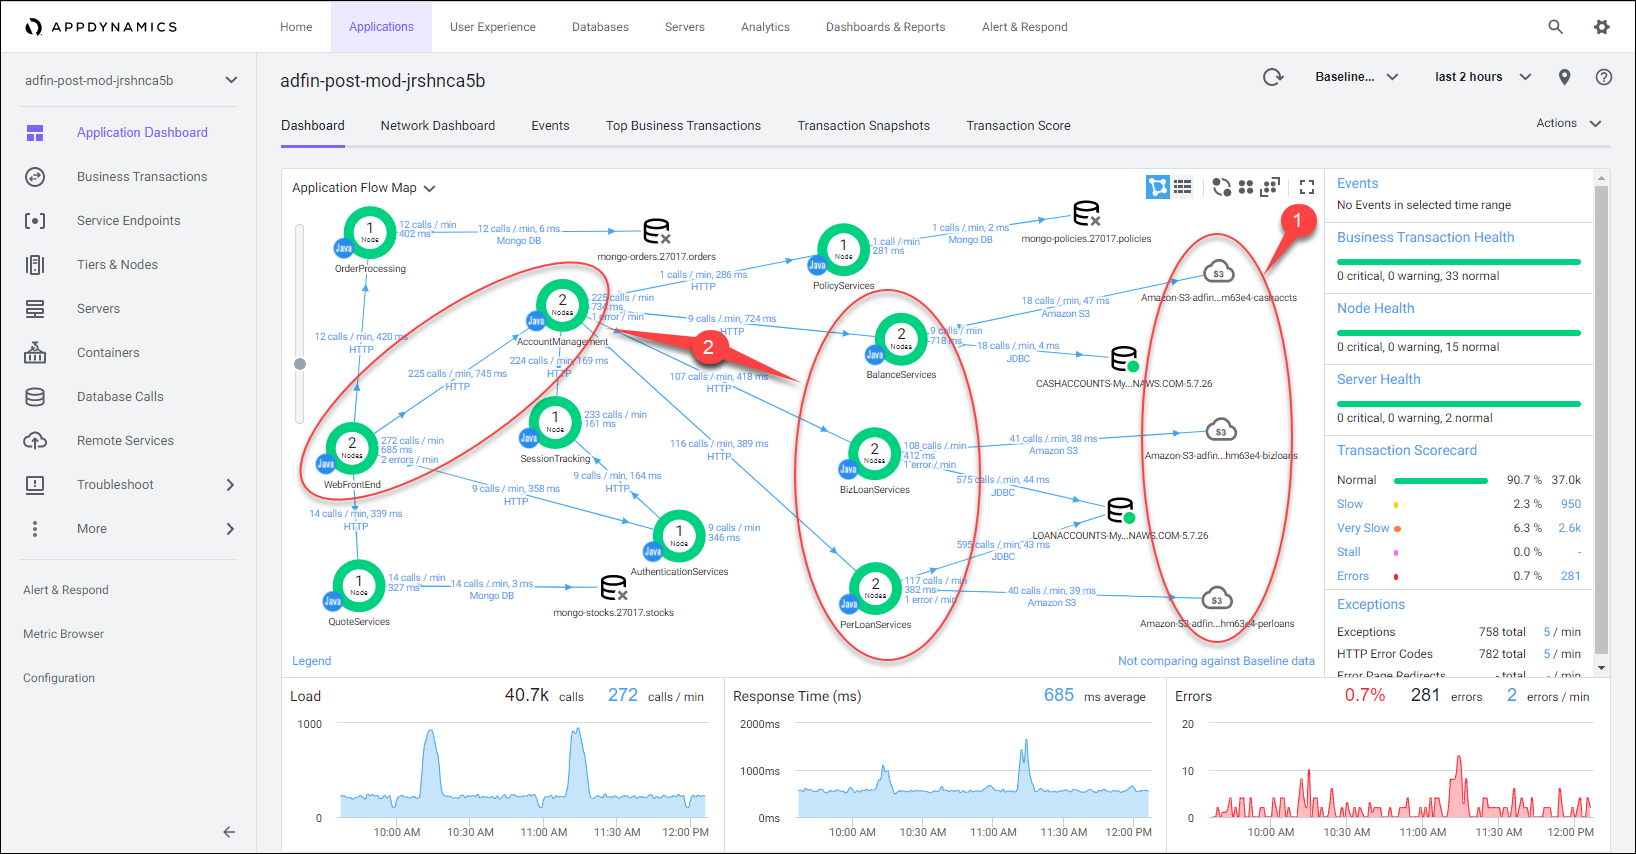 APPDYNAMICS
Home
Applications
User Experience
Databases
Servers
Analytics
Dashboards & Reports
Alert & Respond
adfin-post-mod-jrshnca5b
Application Dashboard
Business Transactions
Service Endpoints
Tiers & Nodes
Servers
Containers
Database Calls
Remote Services
Troubleshoot
More
Alert & Respond
Metric Browser
Configuration
adfin-post-mod-jrshnca5b
Baseline...
last 2 hours
Dashboard
Network Dashboard
Events
Top Business Transactions
Transaction Snapshots
Transaction Score
Actions
Application Flow Map
1
Node
Java
OrderProcessing
12 calls / min
402 ms
12 calls /.min, 6 ms
Mongo DB
mongo-orders.27017.orders
12 calls / min, 420 ms
HTTP
2
Nodes
Java
AccountManagement
225 calls / min
734 ms
1 error / min
1 calls / min, 286 ms
HTTP
1
Node
Java
PolicyServices
1 call / min
281 ms
1 calls / min, 2 ms
Mongo DB
mongo-policies.27017.policies
9 calls /.min, 724 ms
HTTP
2
Nodes
Java
BalanceServices
9 calls / min
718 ms
18 calls / min, 47 ms
Amazon S3
S3
Amazon-S3-adfin...m63e4-cashaccts
18 calls / min, 4 ms
JDBC
CASHACCOUNTS-My...NAWS.COM-5.7.26
1
2
225 calls / min, 745 ms
HTTP
224 calls / min, 169 ms
HTTP
107 calls / min, 418 ms
HTTP
1
Node
Java
SessionTracking
233 calls / min
161 ms
2
Nodes
Java
WebFrontEnd
272 calls / min
685 ms
2 errors / min
9 calls / min, 164 ms
HTTP
9 calls / min, 358 ms
HTTP
116 calls / min, 389 ms
HTTP
2
Nodes
Java
BizLoanServices
108 calls / min
412 ms
1 error / min
41 calls / min, 38 ms
Amazon S3
S3
Amazon-S3-adfin...hm63e4-bizloans
575 calls / min, 44 ms
JDBC
LOANACCOUNTS-My...NAWS.COM-5.7.26
14 calls / min, 339 ms
HTTP
1
Node
Java
AuthenticationServices
9 calls / min
346 ms
595 calls / min, 43 ms
JDBC
1
Node
Java
QuoteServices
14 calls / min
327 ms
14 calls / min, 3 ms
Mongo DB
mongo-stocks.27017.stocks
2
Nodes
Java
PerLoanServices
117 calls / min
382 ms
1 error / min
40 calls / min, 39 ms
Amazon S3
S3
Amazon-S3-adfin...hm63e4-perloans
Legend
Not comparing against Baseline data
Events
No Events in selected time range
Business Transaction Health
0 critical, 0 warning, 33 normal
Node Health
0 critical, 0 warning, 15 normal
Server Health
0 critical, 0 warning, 2 normal
Transaction Scorecard
Normal 90.7 % 37.0k
Slow 2.3 % 950
Very Slow 6.3 % 2.6k
Stall 0.0 % -
Errors 0.7 % 281
Exceptions
Exceptions 758 total 5 / min
HTTP Error Codes 782 total 5 / min
Error Page Redirects - total - / min
Load 40.7k calls 272 calls / min
1000
0
10:00 AM 10:30 AM 11:00 AM 11:30 AM 12:00 PM
Response Time (ms) 685 ms average
2000ms
1000ms
0ms
10:00 AM 10:30 AM 11:00 AM 11:30 AM 12:00 PM
Errors 0.7% 281 errors 2 errors / min
20
10
0
10:00 AM 10:30 AM 11:00 AM 11:30 AM 12:00 PM